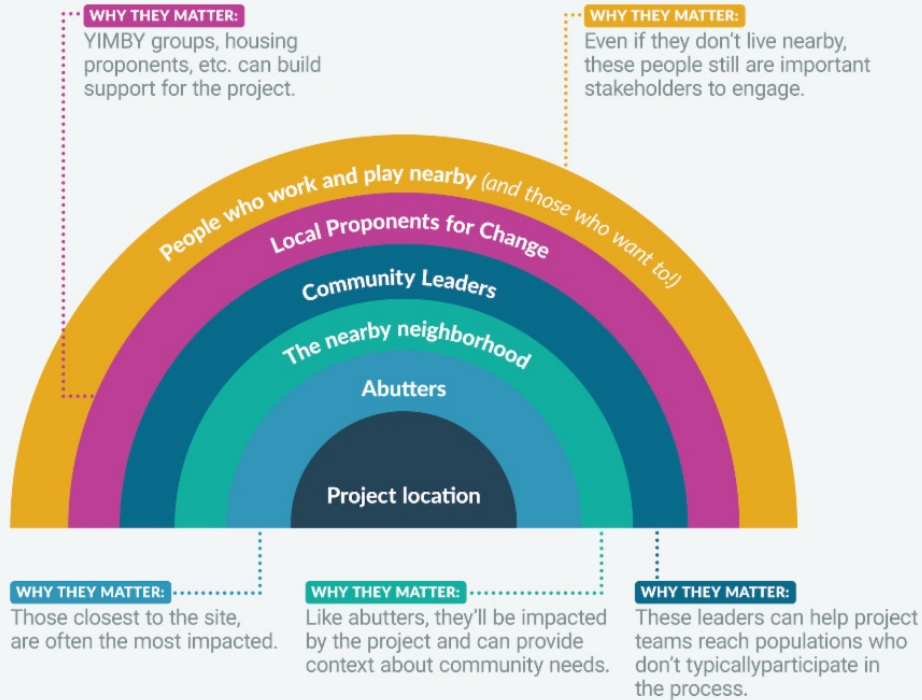 WHY THEY MATTER:
YIMBY groups, housing
proponents, etc. can build
support for the project.
WHY THEY MATTER:
Even if they don't live nearby,
these people still are important
stakeholders to engage.
People who work and play nearby (and those who want to!)
Local Proponents for Change
Community Leaders
The nearby neighborhood
Abutters
Project location
WHY THEY MATTER:
Those closest to the site,
are often the most impacted.
WHY THEY MATTER:
Like abutters, they'll be impacted
by the project and can provide
context about community needs.
WHY THEY MATTER:
These leaders can help project
teams reach populations who
don't typicallyparticipate in
the process.